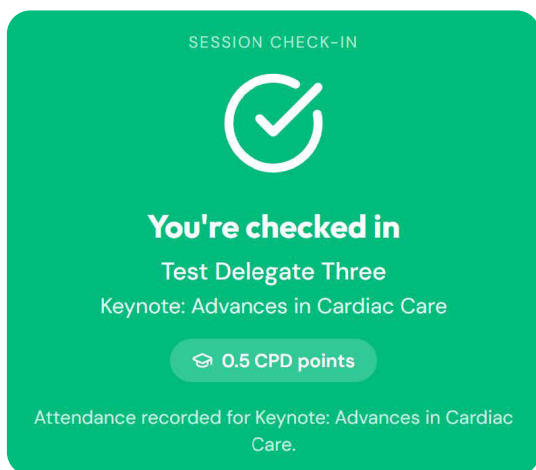 SESSION CHECK-IN
You're checked in
Test Delegate Three
Keynote: Advances in Cardiac Care
0.5 CPD points
Attendance recorded for Keynote: Advances in Cardiac
Care.